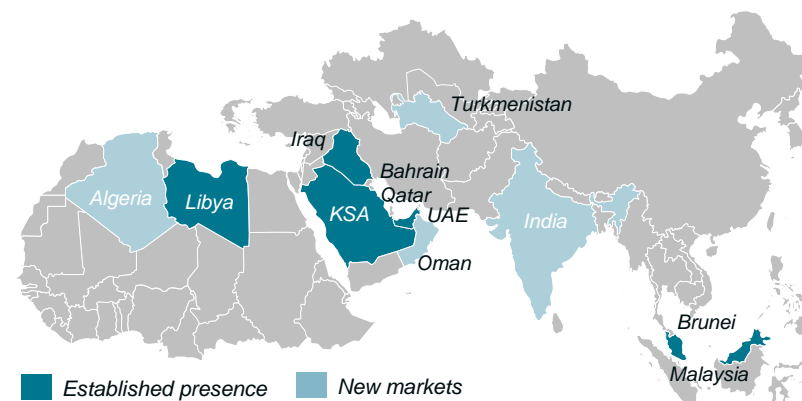 Turkmenistan
Iraq
Bahrain
Algeria
Libya
Qatar
KSA
UAE
India
Oman
Brunei
Malaysia
Established presence
New markets